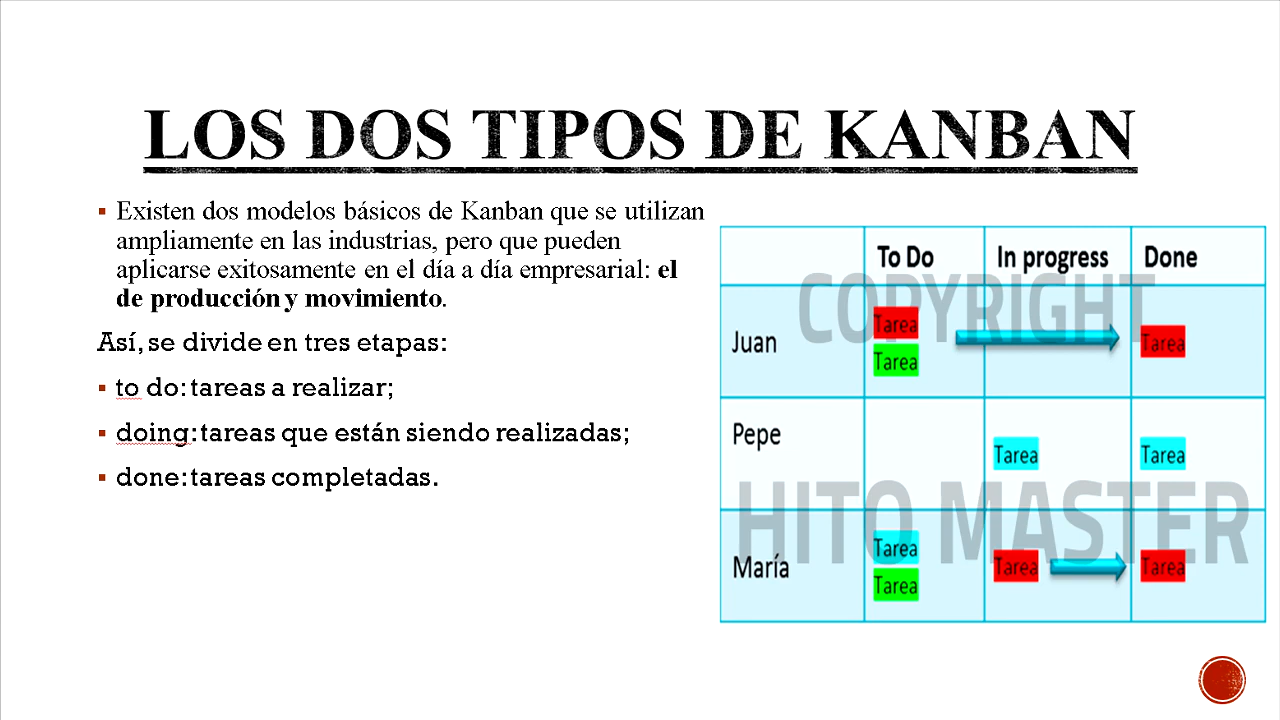 LOS DOS TIPOS DE KANBAN
▪ Existen dos modelos básicos de Kanban que se utilizan
ampliamente en las industrias, pero que pueden
aplicarse exitosamente en el día a día empresarial: el
de producción y movimiento.
Así, se divide en tres etapas:
▪ to do: tareas a realizar;
▪ doing: tareas que están siendo realizadas;
▪ done: tareas completadas.
To Do In progress Done
COPYRIGHT
Juan
Tarea
Tarea
Tarea
Pepe
Tarea Tarea
HITO MASTER
María
Tarea
Tarea
Tarea Tarea